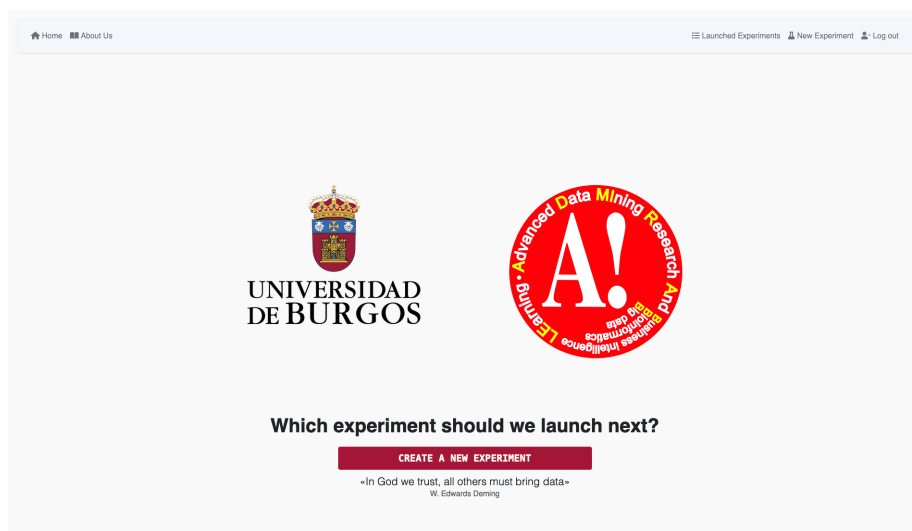 Home About Us Launched Experiments New Experiment Log out
UNIVERSIDAD
DE BURGOS
A!
Advanced Data MIning Research And Business Intelligence LEarning •
Bioinformatics
Big data
Which experiment should we launch next?
CREATE A NEW EXPERIMENT
«In God we trust, all others must bring data»
W. Edwards Deming